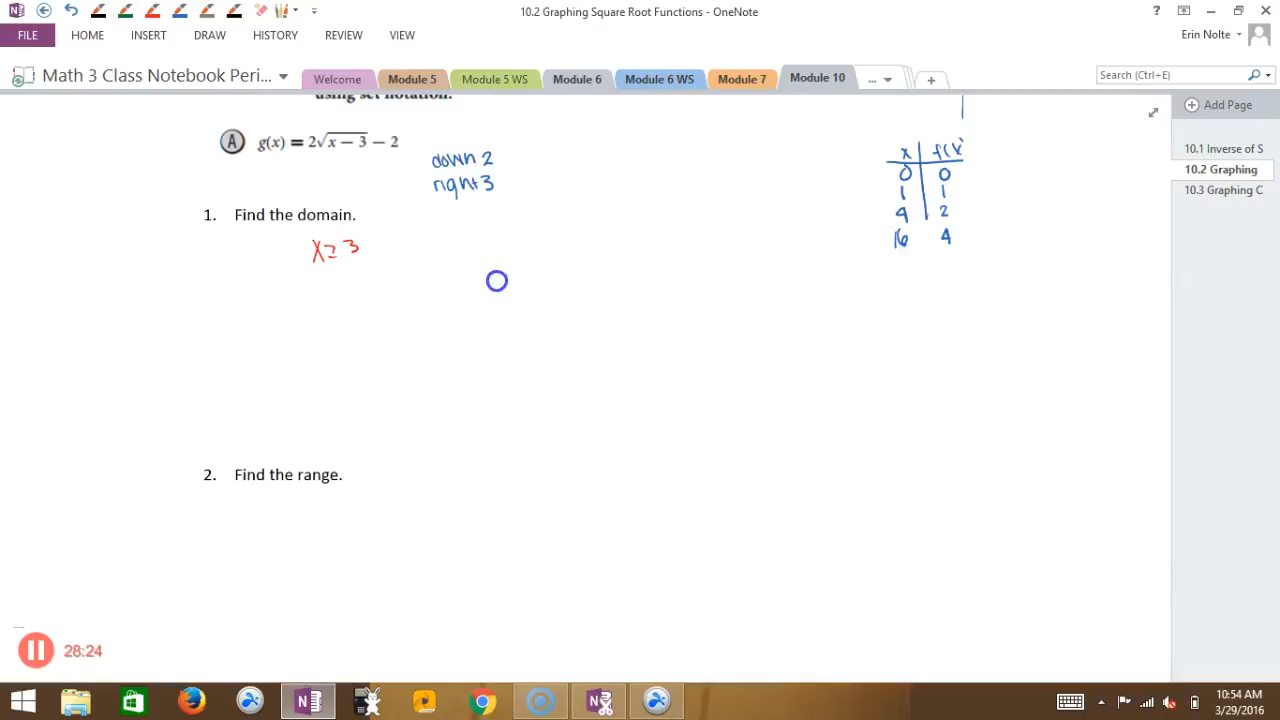 10.2 Graphing Square Root Functions - OneNote
FILE HOME INSERT DRAW HISTORY REVIEW VIEW
Erin Nolte
Math 3 Class Notebook Peri...
Welcome Module 5 Module 5 WS Module 6 Module 6 WS Module 7 Module 10 ...
Search (Ctrl+E)
Add Page
10.1 Inverse of S
10.2 Graphing
10.3 Graphing C
using set notation.
A g(x) = 2√x − 3 − 2
down 2
right 3
x f(x)
0 0
1 1
4 2
16 4
1. Find the domain.
x ≥ 3
2. Find the range.
28:24
10:54 AM
3/29/2016